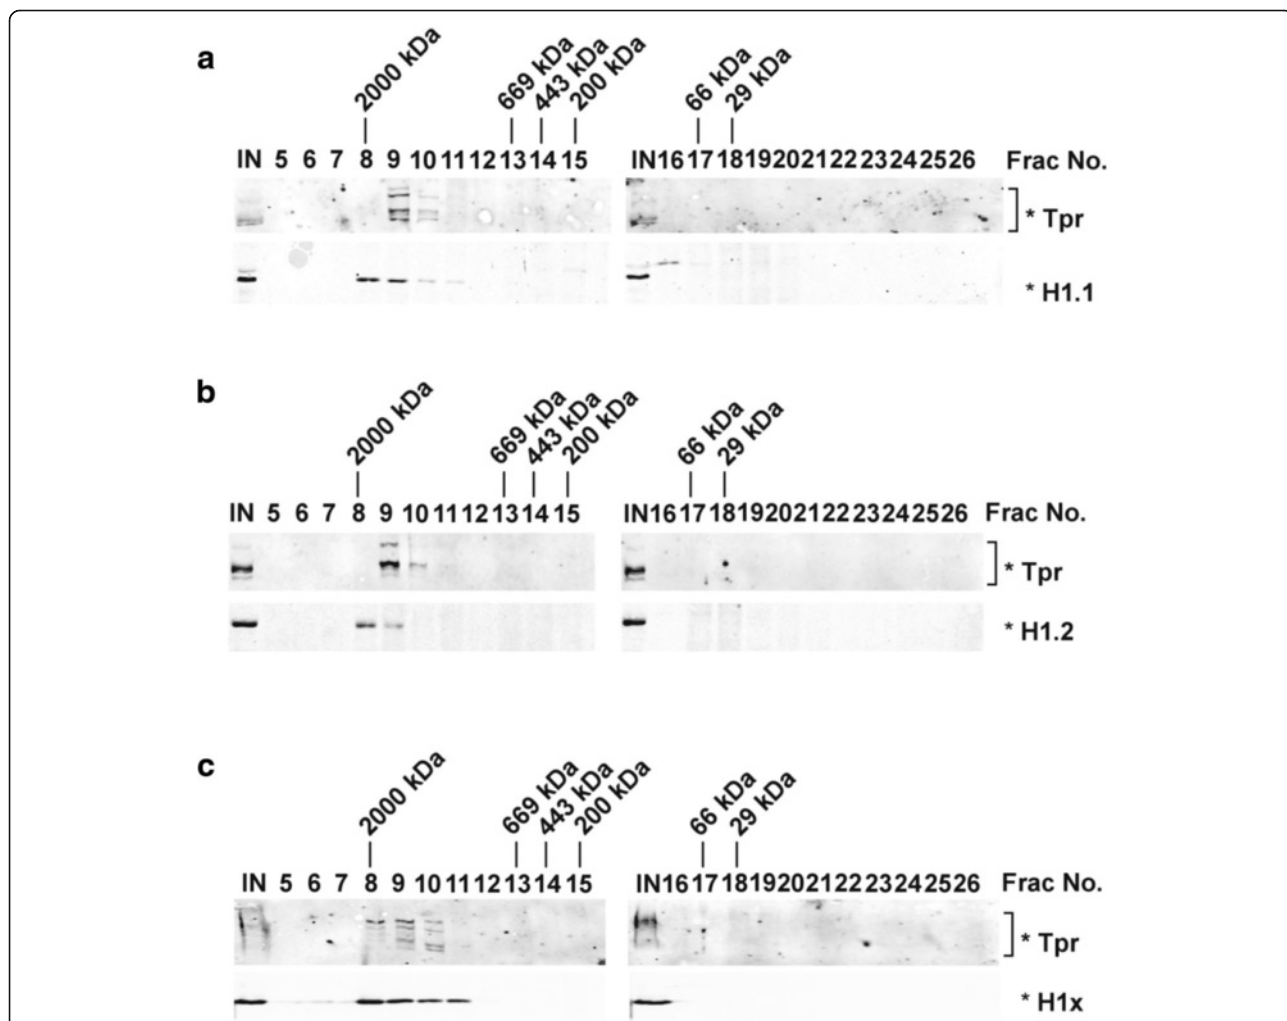 a
2000 kDa 669 kDa 443 kDa 200 kDa 66 kDa 29 kDa
IN 5 6 7 8 9 10 11 12 13 14 15 IN 16 17 18 19 20 21 22 23 24 25 26 Frac No.
* Tpr
* H1.1
b
2000 kDa 669 kDa 443 kDa 200 kDa 66 kDa 29 kDa
IN 5 6 7 8 9 10 11 12 13 14 15 IN 16 17 18 19 20 21 22 23 24 25 26 Frac No.
* Tpr
* H1.2
c
2000 kDa 669 kDa 443 kDa 200 kDa 66 kDa 29 kDa
IN 5 6 7 8 9 10 11 12 13 14 15 IN 16 17 18 19 20 21 22 23 24 25 26 Frac No.
* Tpr
* H1x